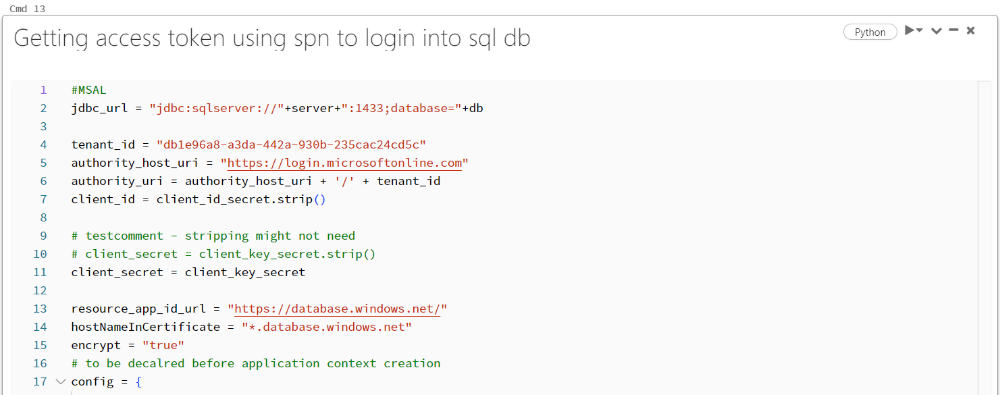 Cmd 13
Getting access token using spn to login into sql db
Python
1 #MSAL
2 jdbc_url = "jdbc:sqlserver://"+server+":1433;database="+db
3
4 tenant_id = "db1e96a8-a3da-442a-930b-235cac24cd5c"
5 authority_host_uri = "https://login.microsoftonline.com"
6 authority_uri = authority_host_uri + '/' + tenant_id
7 client_id = client_id_secret.strip()
8
9 # testcomment - stripping might not need
10 # client_secret = client_key_secret.strip()
11 client_secret = client_key_secret
12
13 resource_app_id_url = "https://database.windows.net/"
14 hostNameInCertificate = "*.database.windows.net"
15 encrypt = "true"
16 # to be decalred before application context creation
17 config = {